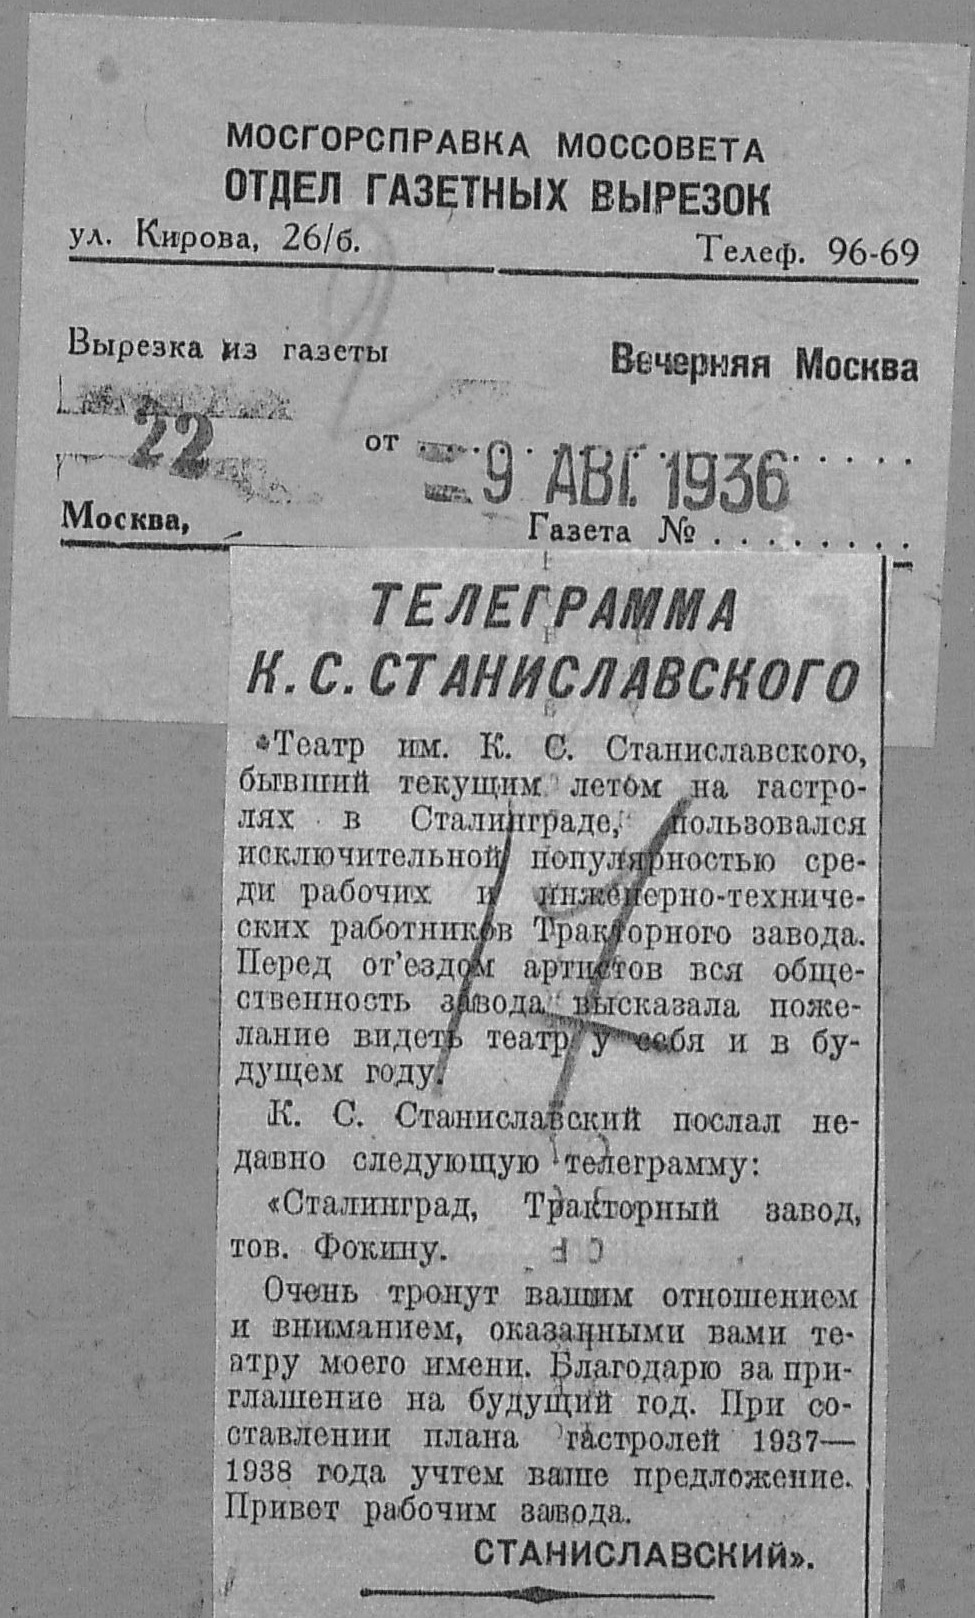 МОСГОРСПРАВКА МОССОВЕТА
ОТДЕЛ ГАЗЕТНЫХ ВЫРЕЗОК
ул. Кирова, 26/б. Телеф. 96-69
Вырезка из газеты Вечерняя Москва
22 от 9 АВГ. 1936
Москва, Газета №
ТЕЛЕГРАММА
К. С. СТАНИСЛАВСКОГО
Театр им. К. С. Станиславского,
бывший текущим летом на гастро-
лях в Сталинграде, пользовался
исключительной популярностью сре-
ди рабочих и инженерно-техниче-
ских работников Тракторного завода.
Перед от'ездом артистов вся обще-
ственность завода высказала поже-
лание видеть театр у себя и в бу-
дущем году.
К. С. Станиславский послал не-
давно следующую телеграмму:
«Сталинград, Тракторный завод,
тов. Фокину.
Очень тронут вашим отношением
и вниманием, оказанными вами те-
атру моего имени. Благодарю за при-
глашение на будущий год. При со-
ставлении плана гастролей 1937—
1938 года учтем ваше предложение.
Привет рабочим завода.
СТАНИСЛАВСКИЙ».